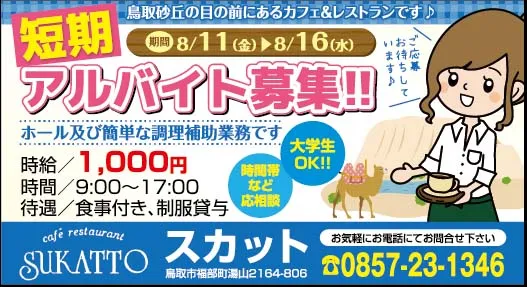 鳥取砂丘の目の前にあるカフェ&レストランです♪
短期
期間 8/11(金)▶8/16(水)
アルバイト募集!!
ご応募
お待ちして
います♪
ホール及び簡単な調理補助業務です
時給/1,000円
時間/9:00〜17:00
待遇/食事付き、制服貸与
大学生
OK!!
時間帯
など
応相談
café restaurant
SUKATTO
スカット
鳥取市福部町湯山2164-806
お気軽にお電話にてお問合せ下さい
☎0857-23-1346